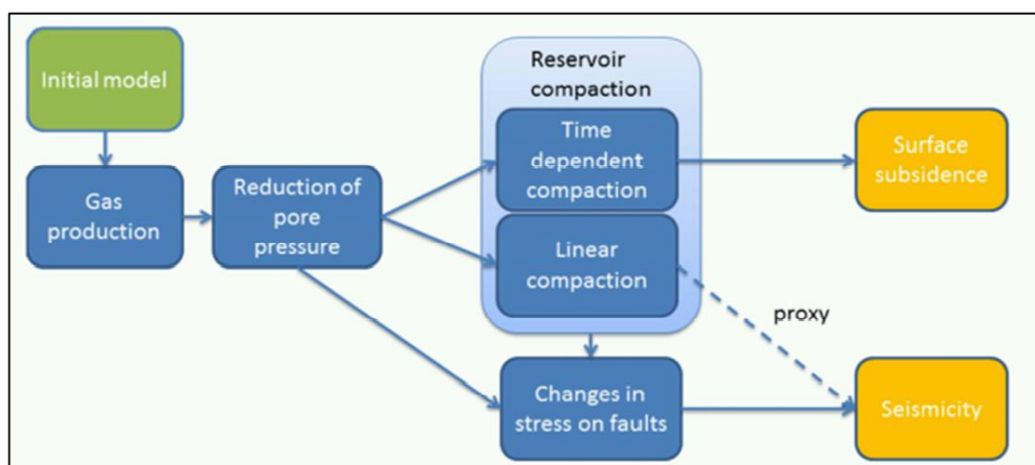 Initial model
Gas
production
Reduction of
pore
pressure
Reservoir
compaction
Time
dependent
compaction
Linear
compaction
Changes in
stress on faults
proxy
Surface
subsidence
Seismicity